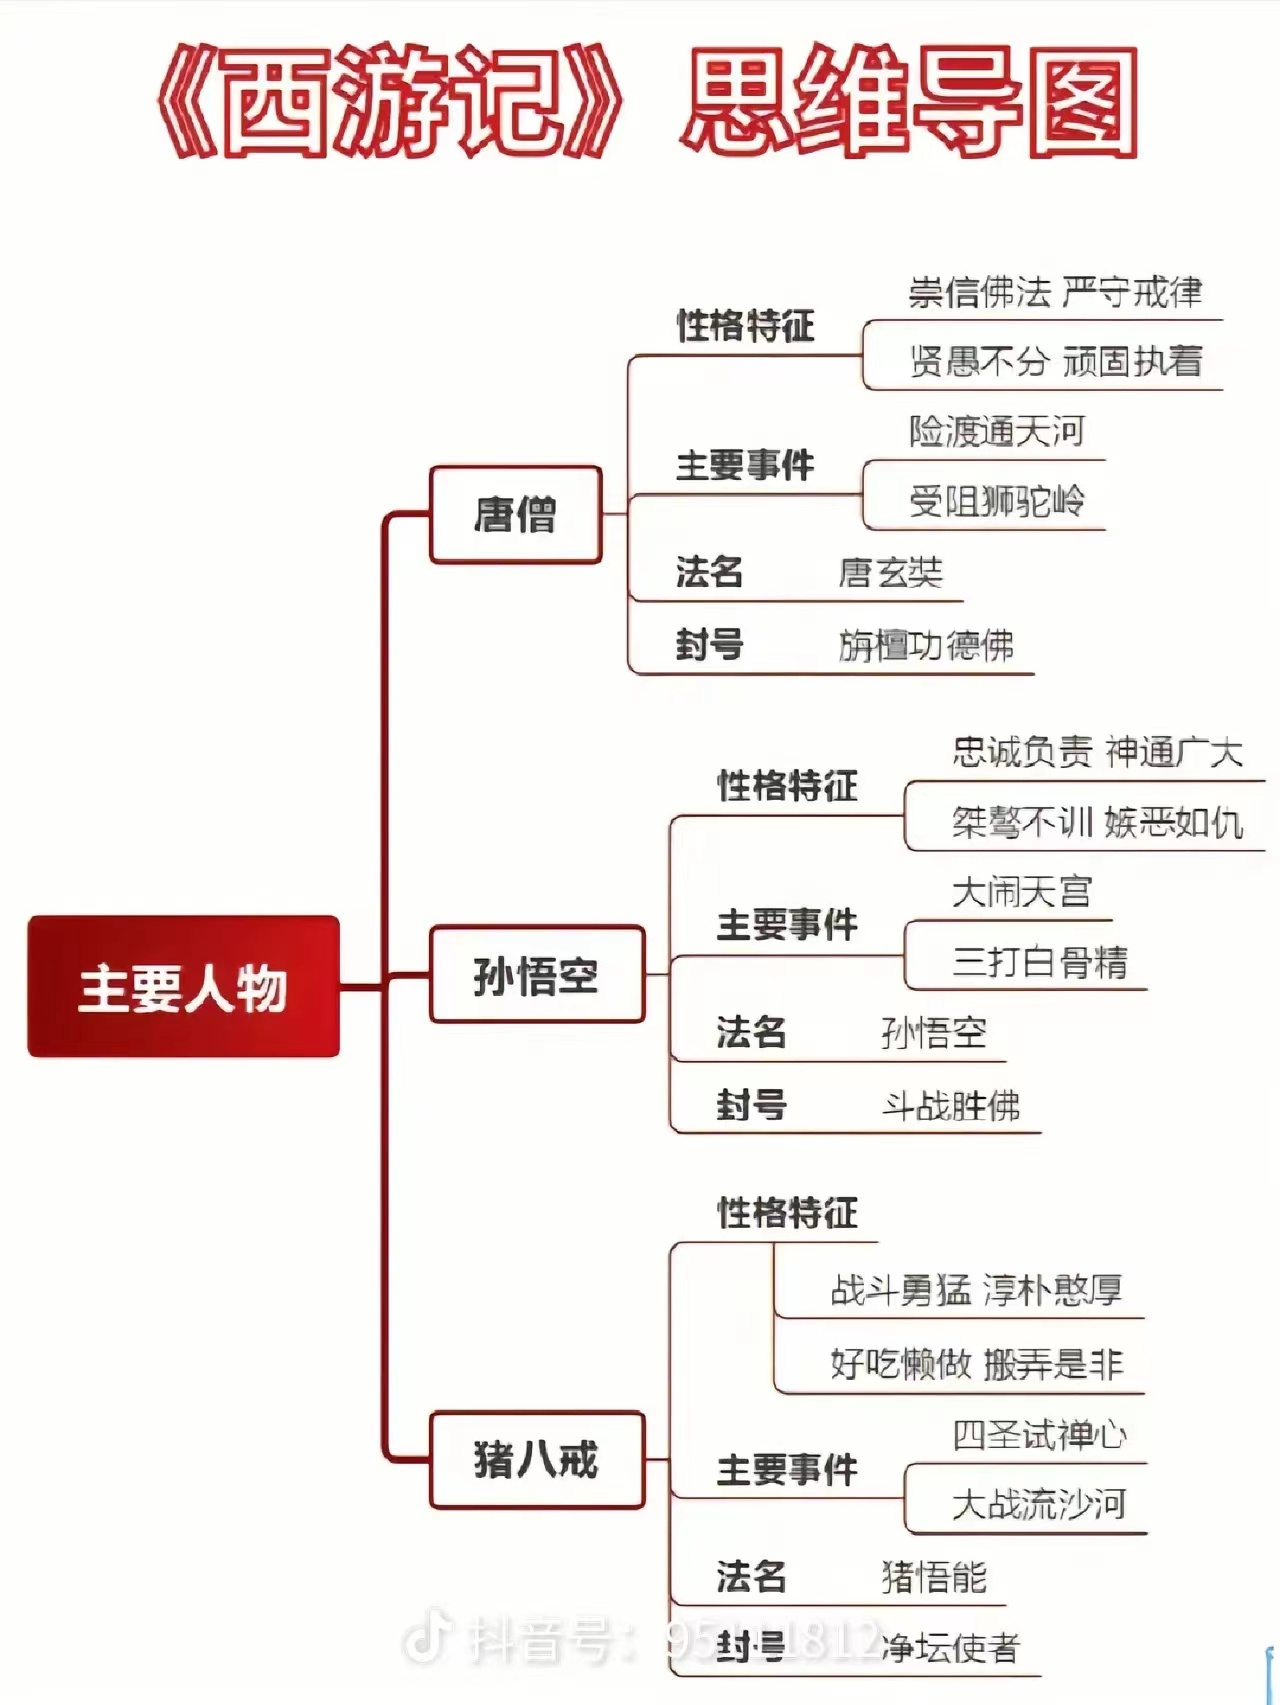 《西游记》思维导图
性格特征
崇信佛法 严守戒律
贤愚不分 顽固执着
主要事件
险渡通天河
受阻狮驼岭
唐僧
法名 唐玄奘
封号 旃檀功德佛
性格特征
忠诚负责 神通广大
桀骜不训 嫉恶如仇
主要事件
大闹天宫
三打白骨精
主要人物
孙悟空
法名 孙悟空
封号 斗战胜佛
性格特征
战斗勇猛 淳朴憨厚
好吃懒做 搬弄是非
主要事件
四圣试禅心
大战流沙河
猪八戒
法名 猪悟能
封号 净坛使者
抖音号：